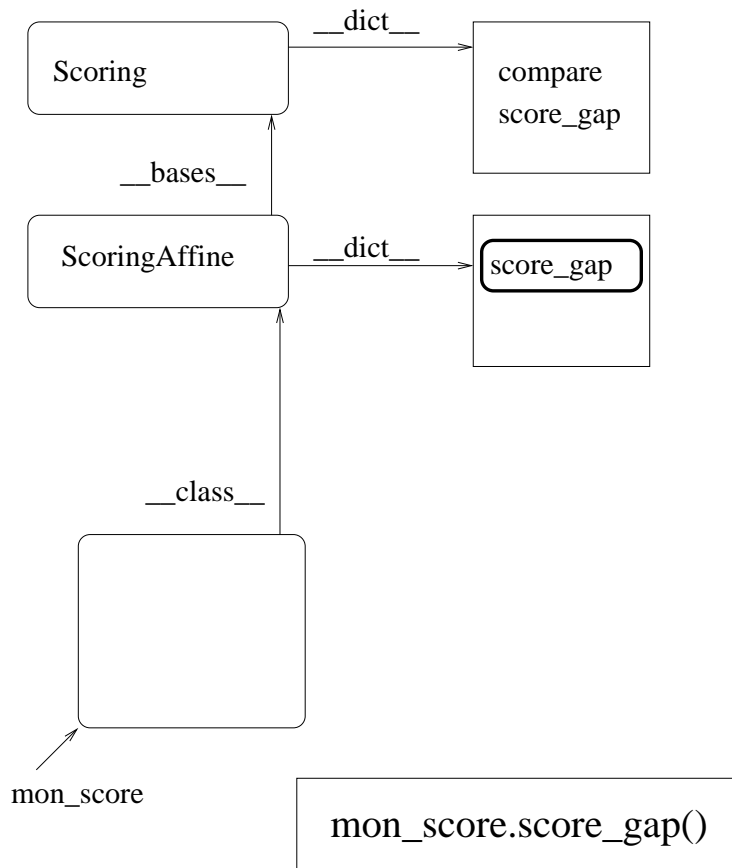 __dict__
Scoring
compare
score_gap
__bases__
ScoringAffine
__dict__
score_gap
__class__
mon_score
mon_score.score_gap()